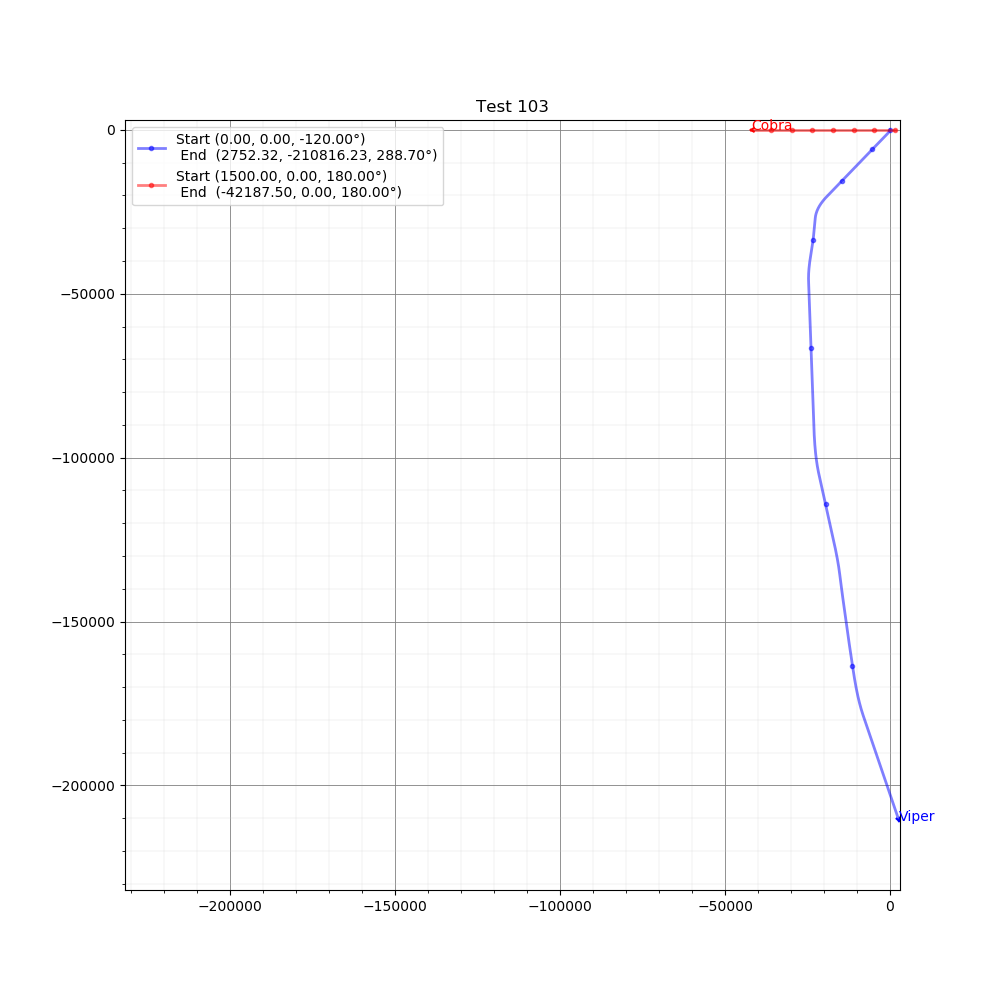 Test 103
Cobra
Start (0.00, 0.00, -120.00°)
End (2752.32, -210816.23, 288.70°)
Start (1500.00, 0.00, 180.00°)
End (-42187.50, 0.00, 180.00°)
0
−50000
−100000
−150000
−200000
Viper
−200000 −150000 −100000 −50000 0